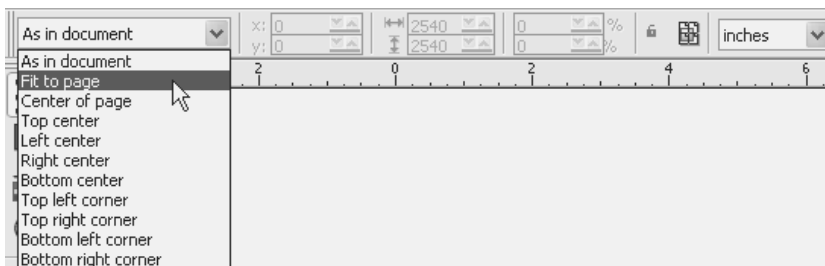 As in document x: 0 2540 0 % inches
y: 0 2540 0 %
As in document
Fit to page
Center of page
Top center
Left center
Right center
Bottom center
Top left corner
Top right corner
Bottom left corner
Bottom right corner
2 0 2 4 6